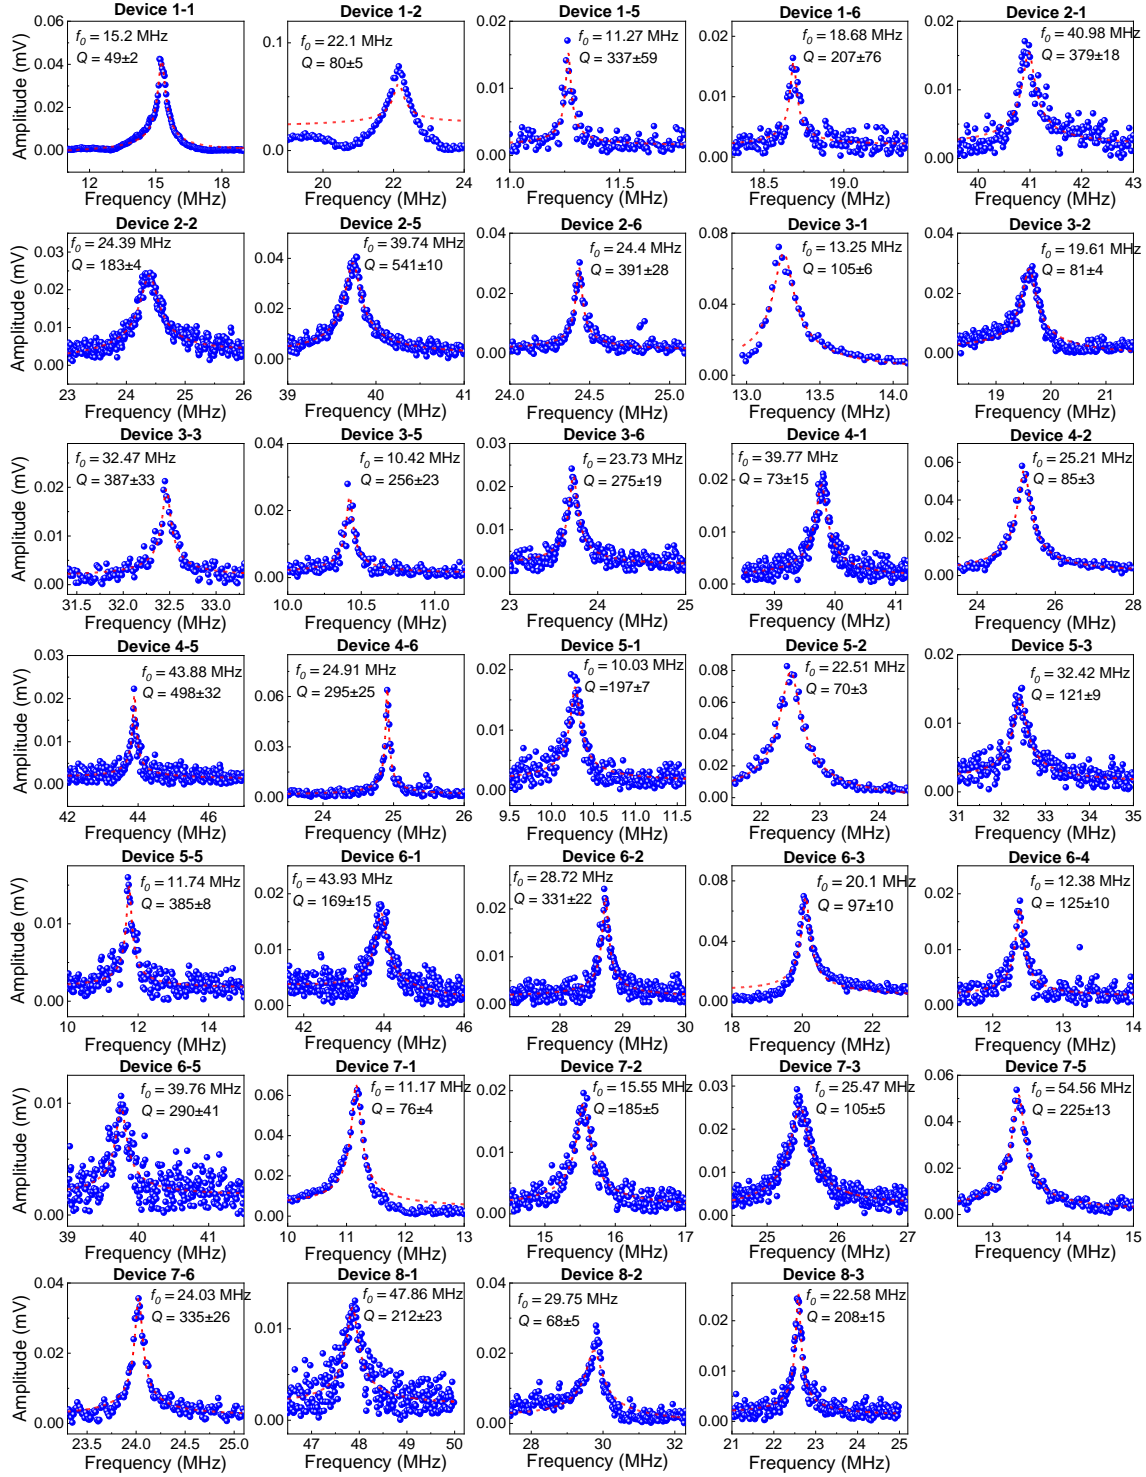 Device 1-1
Device 1-2
Device 1-5
Device 1-6
Device 2-1
Amplitude (mV)
0.06
0.04
0.02
0.00
f0 = 15.2 MHz
Q = 49±2
12 15 18
Frequency (MHz)
0.1
0.0
f0 = 22.1 MHz
Q = 80±5
20 22 24
Frequency (MHz)
0.02
0.01
0.00
f0 = 11.27 MHz
Q = 337±59
11.0 11.5
Frequency (MHz)
0.02
0.01
0.00
f0 = 18.68 MHz
Q = 207±76
18.5 19.0
Frequency (MHz)
0.02
0.01
0.00
f0 = 40.98 MHz
Q = 379±18
40 41 42 43
Frequency (MHz)
Device 2-2
Device 2-5
Device 2-6
Device 3-1
Device 3-2
Amplitude (mV)
0.03
0.02
0.01
0.00
f0 = 24.39 MHz
Q = 183±4
23 24 25 26
Frequency (MHz)
0.04
0.02
0.00
f0 = 39.74 MHz
Q = 541±10
39 40 41
Frequency (MHz)
0.04
0.03
0.02
0.01
0.00
f0 = 24.4 MHz
Q = 391±28
24.0 24.5 25.0
Frequency (MHz)
0.08
0.04
0.00
f0 = 13.25 MHz
Q = 105±6
13.0 13.5 14.0
Frequency (MHz)
0.04
0.03
0.02
0.01
0.00
f0 = 19.61 MHz
Q = 81±4
19 20 21
Frequency (MHz)
Device 3-3
Device 3-5
Device 3-6
Device 4-1
Device 4-2
Amplitude (mV)
0.02
0.01
0.00
f0 = 32.47 MHz
Q = 387±33
31.5 32.0 32.5 33.0
Frequency (MHz)
0.04
0.02
0.00
f0 = 10.42 MHz
Q = 256±23
10.0 10.5 11.0
Frequency (MHz)
0.03
0.02
0.01
0.00
f0 = 23.73 MHz
Q = 275±19
23 24 25
Frequency (MHz)
0.02
0.01
0.00
f0 = 39.77 MHz
Q = 73±15
39 40 41
Frequency (MHz)
0.06
0.04
0.02
0.00
f0 = 25.21 MHz
Q = 85±3
24 26 28
Frequency (MHz)
Device 4-5
Device 4-6
Device 5-1
Device 5-2
Device 5-3
Amplitude (mV)
0.03
0.02
0.01
0.00
f0 = 43.88 MHz
Q = 498±32
42 44 46
Frequency (MHz)
0.06
0.03
0.00
f0 = 24.91 MHz
Q = 295±25
24 25 26
Frequency (MHz)
0.02
0.01
0.00
f0 = 10.03 MHz
Q =197±7
9.5 10.0 10.5 11.0 11.5
Frequency (MHz)
0.08
0.06
0.04
0.02
0.00
f0 = 22.51 MHz
Q = 70±3
22 23 24
Frequency (MHz)
0.02
0.01
0.00
f0 = 32.42 MHz
Q = 121±9
31 32 33 34 35
Frequency (MHz)
Device 5-5
Device 6-1
Device 6-2
Device 6-3
Device 6-4
Amplitude (mV)
0.01
0.00
f0 = 11.74 MHz
Q = 385±8
10 12 14
Frequency (MHz)
0.02
0.01
0.00
f0 = 43.93 MHz
Q = 169±15
42 44 46
Frequency (MHz)
0.02
0.01
0.00
f0 = 28.72 MHz
Q = 331±22
28 29 30
Frequency (MHz)
0.08
0.04
0.00
f0 = 20.1 MHz
Q = 97±10
18 20 22
Frequency (MHz)
0.02
0.01
0.00
f0 = 12.38 MHz
Q = 125±10
12 13 14
Frequency (MHz)
Device 6-5
Device 7-1
Device 7-2
Device 7-3
Device 7-5
Amplitude (mV)
0.01
0.00
f0 = 39.76 MHz
Q = 290±41
39 40 41
Frequency (MHz)
0.06
0.04
0.02
0.00
f0 = 11.17 MHz
Q = 76±4
10 11 12 13
Frequency (MHz)
0.02
0.01
0.00
f0 = 15.55 MHz
Q =185±5
15 16 17
Frequency (MHz)
0.03
0.02
0.01
0.00
f0 = 25.47 MHz
Q = 105±5
25 26 27
Frequency (MHz)
0.06
0.04
0.02
0.00
f0 = 54.56 MHz
Q = 225±13
13 14 15
Frequency (MHz)
Device 7-6
Device 8-1
Device 8-2
Device 8-3
Amplitude (mV)
0.04
0.02
0.00
f0 = 24.03 MHz
Q = 335±26
23.5 24.0 24.5 25.0
Frequency (MHz)
0.01
0.00
f0 = 47.86 MHz
Q = 212±23
47 48 49 50
Frequency (MHz)
0.04
0.03
0.02
0.01
0.00
f0 = 29.75 MHz
Q = 68±5
28 30 32
Frequency (MHz)
0.02
0.01
0.00
f0 = 22.58 MHz
Q = 208±15
21 22 23 24 25
Frequency (MHz)